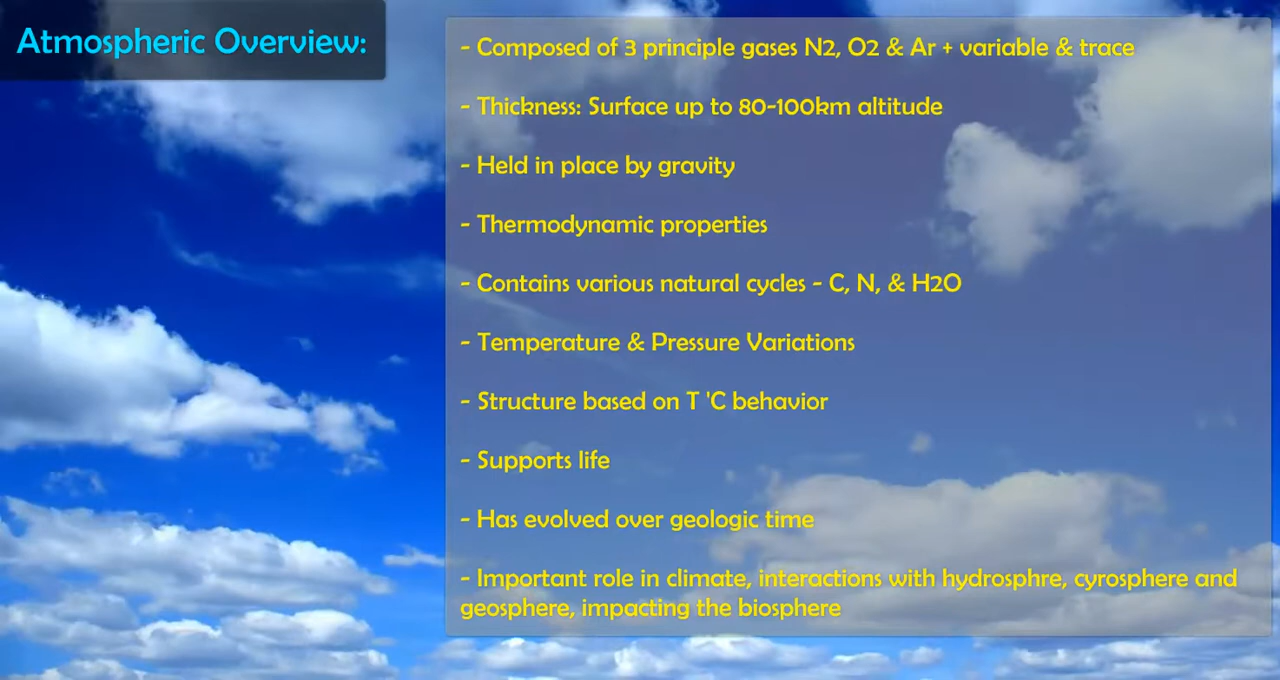 Atmospheric Overview:
- Composed of 3 principle gases N2, O2 & Ar + variable & trace
- Thickness: Surface up to 80-100km altitude
- Held in place by gravity
- Thermodynamic properties
- Contains various natural cycles - C, N, & H2O
- Temperature & Pressure Variations
- Structure based on T 'C behavior
- Supports life
- Has evolved over geologic time
- Important role in climate, interactions with hydrosphre, cyrosphere and
geosphere, impacting the biosphere